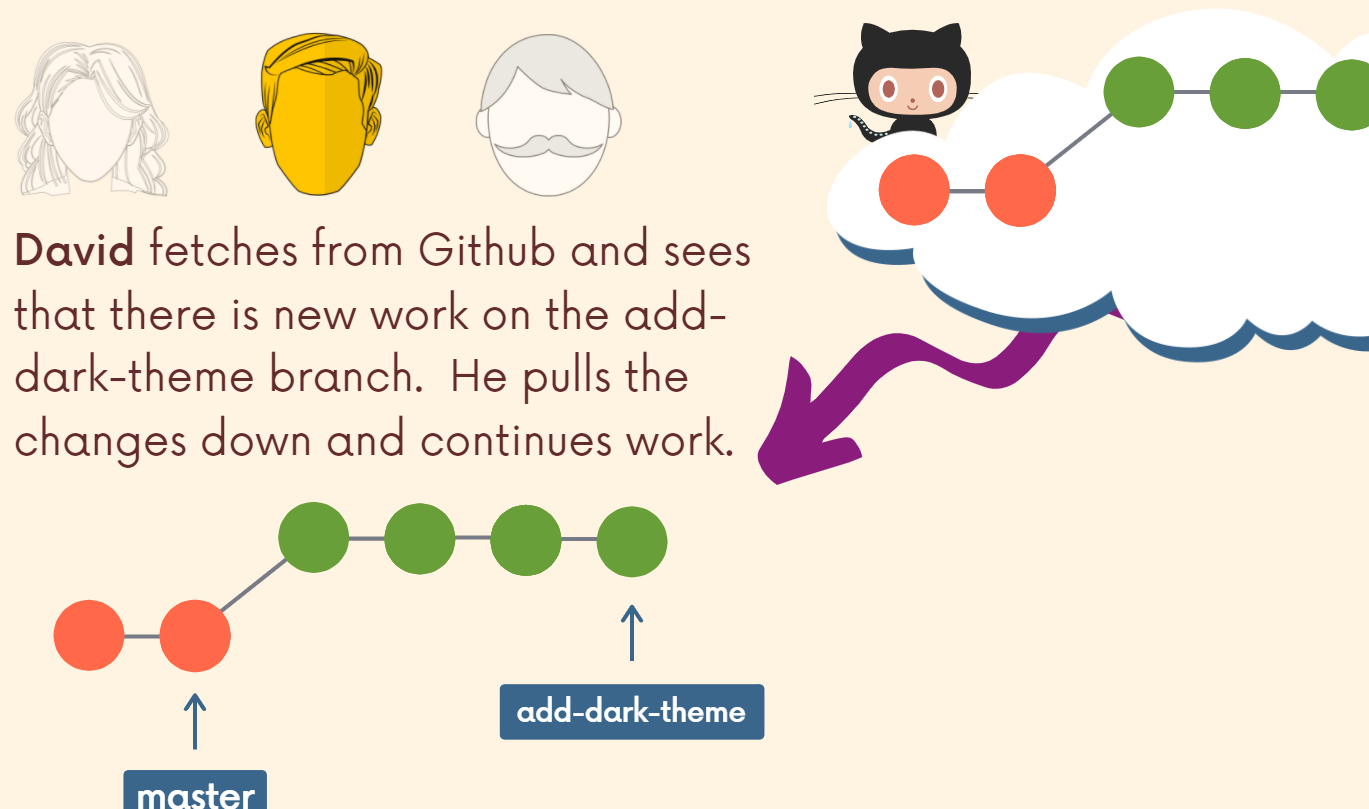 David fetches from Github and sees
that there is new work on the add-
dark-theme branch.  He pulls the
changes down and continues work.
add-dark-theme
master